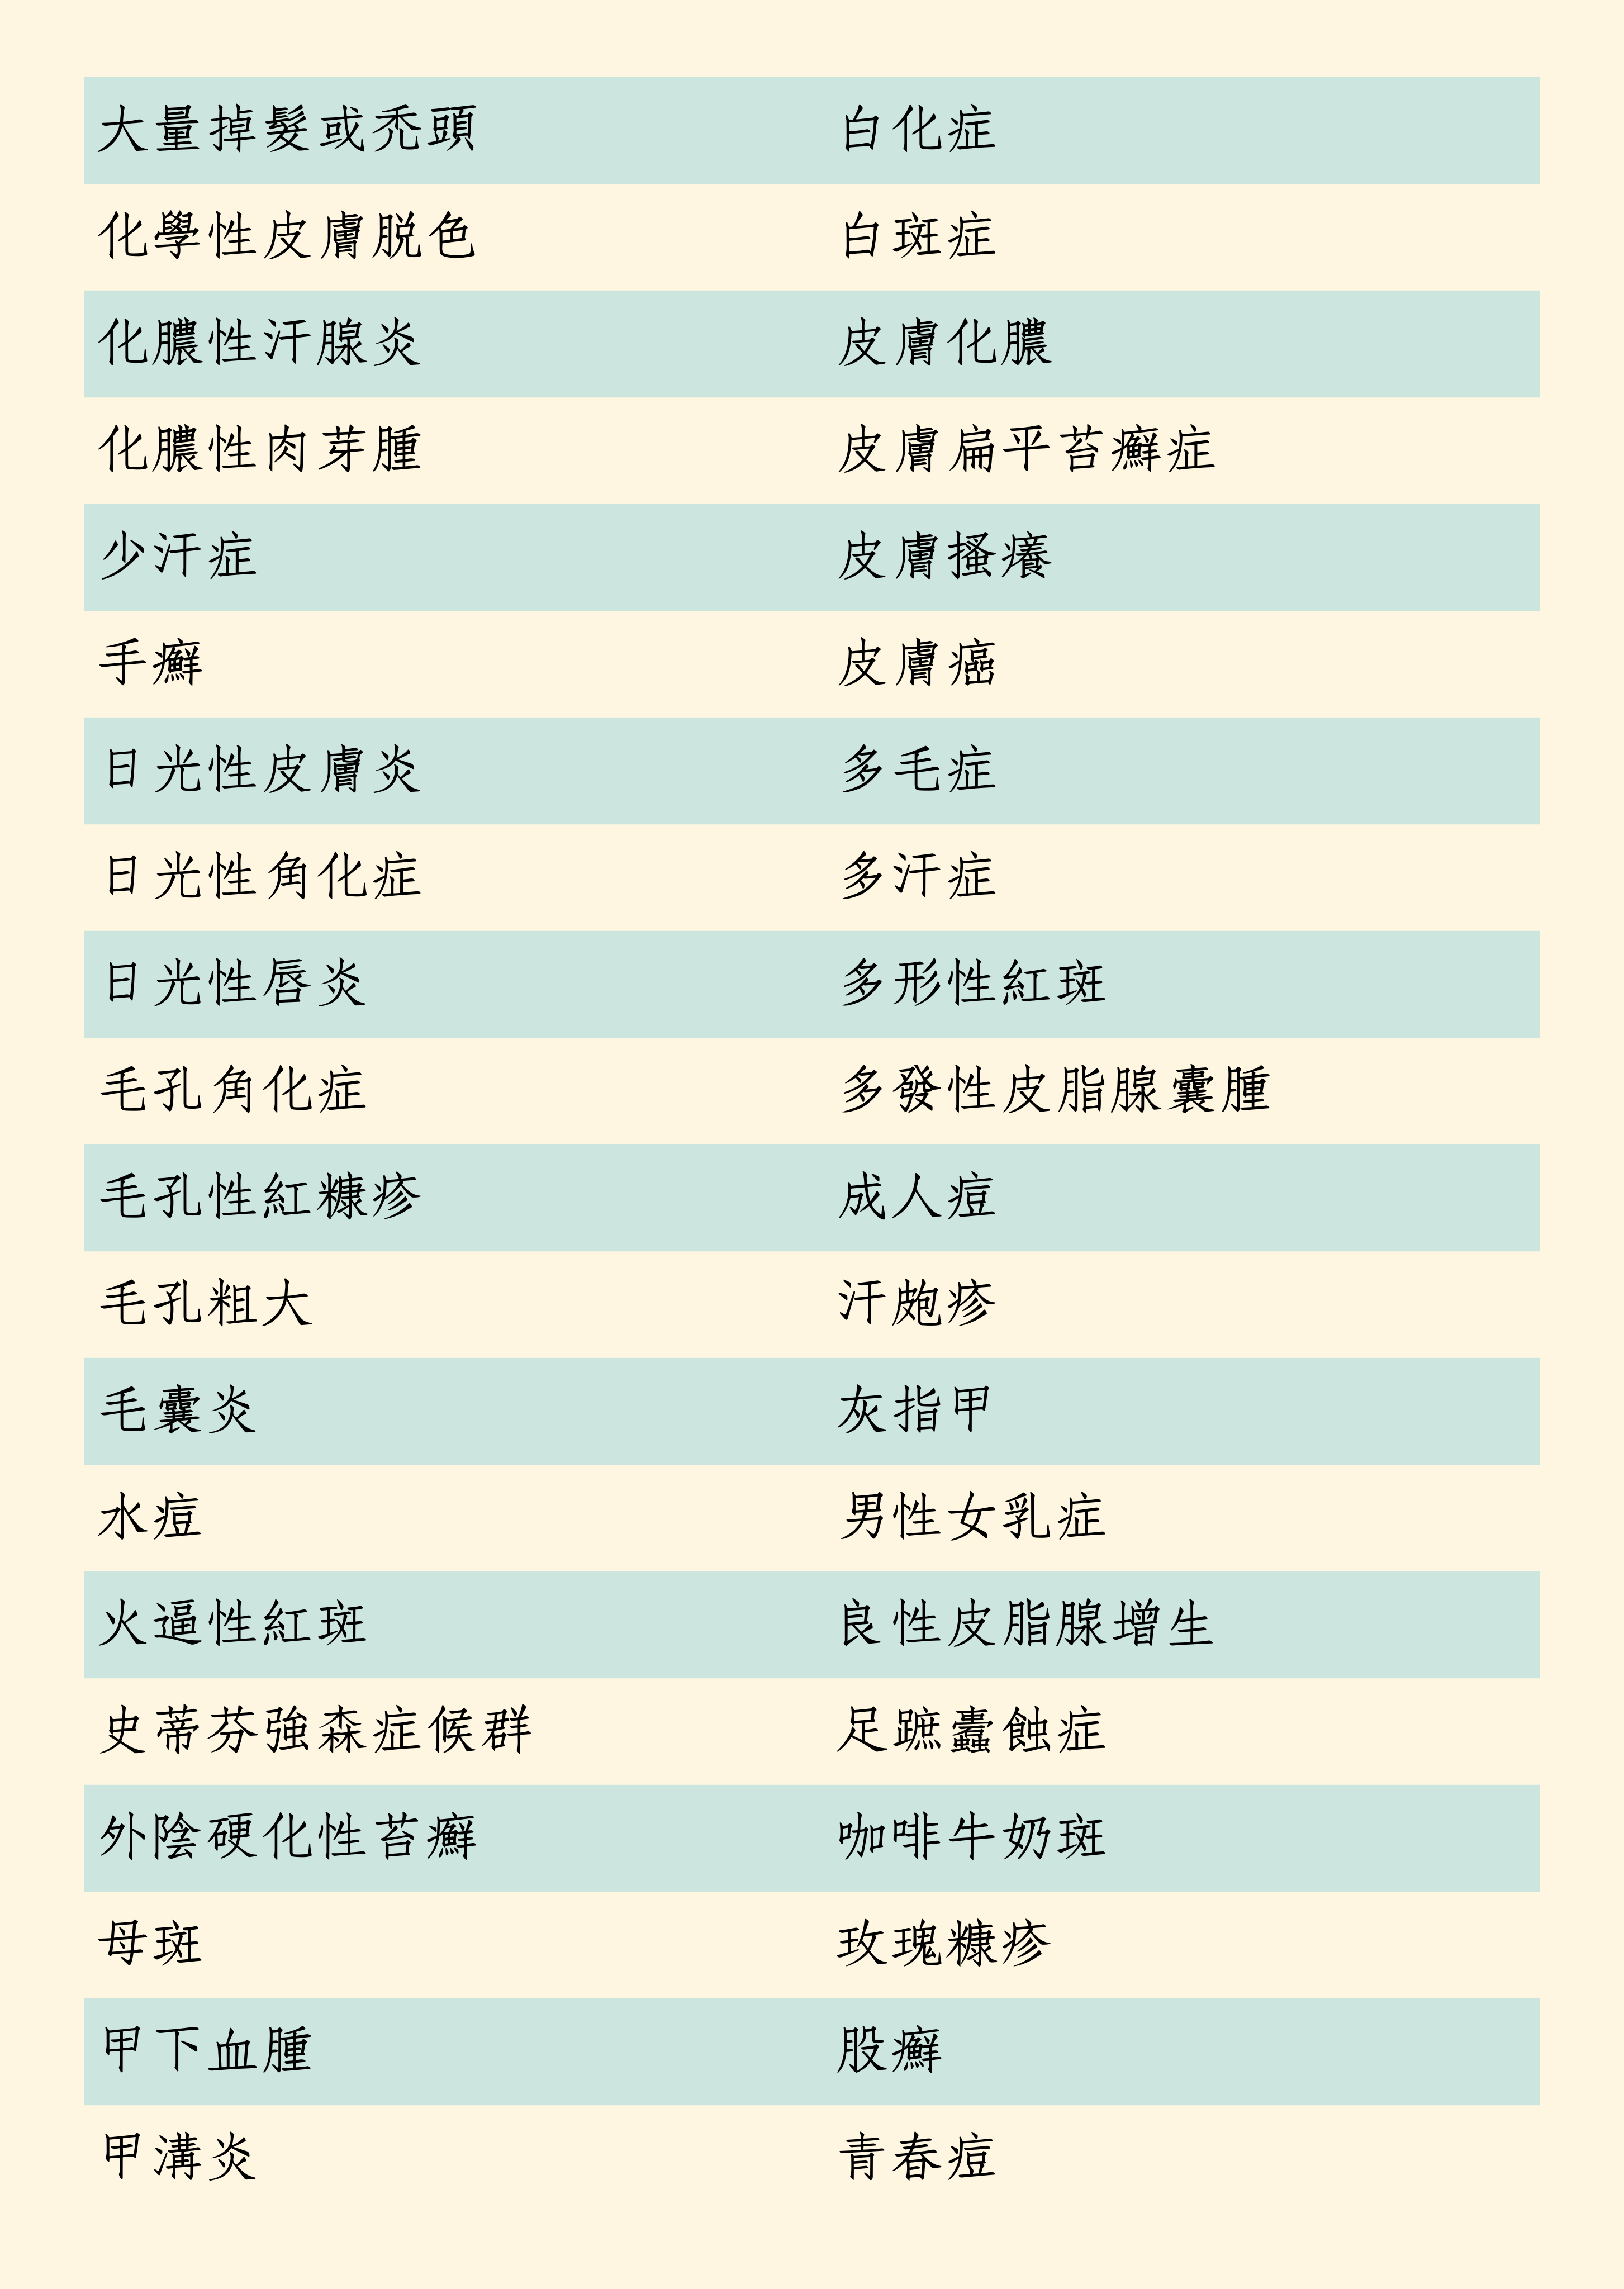 大量掉髮或禿頭 白化症
化學性皮膚脫色 白斑症
化膿性汗腺炎 皮膚化膿
化膿性肉芽腫 皮膚扁平苔癬症
少汗症 皮膚搔癢
手癬 皮膚癌
日光性皮膚炎 多毛症
日光性角化症 多汗症
日光性唇炎 多形性紅斑
毛孔角化症 多發性皮脂腺囊腫
毛孔性紅糠疹 成人痘
毛孔粗大 汗皰疹
毛囊炎 灰指甲
水痘 男性女乳症
火逼性紅斑 良性皮脂腺增生
史蒂芬強森症候群 足蹠蠹蝕症
外陰硬化性苔癬 咖啡牛奶斑
母斑 玫瑰糠疹
甲下血腫 股癬
甲溝炎 青春痘